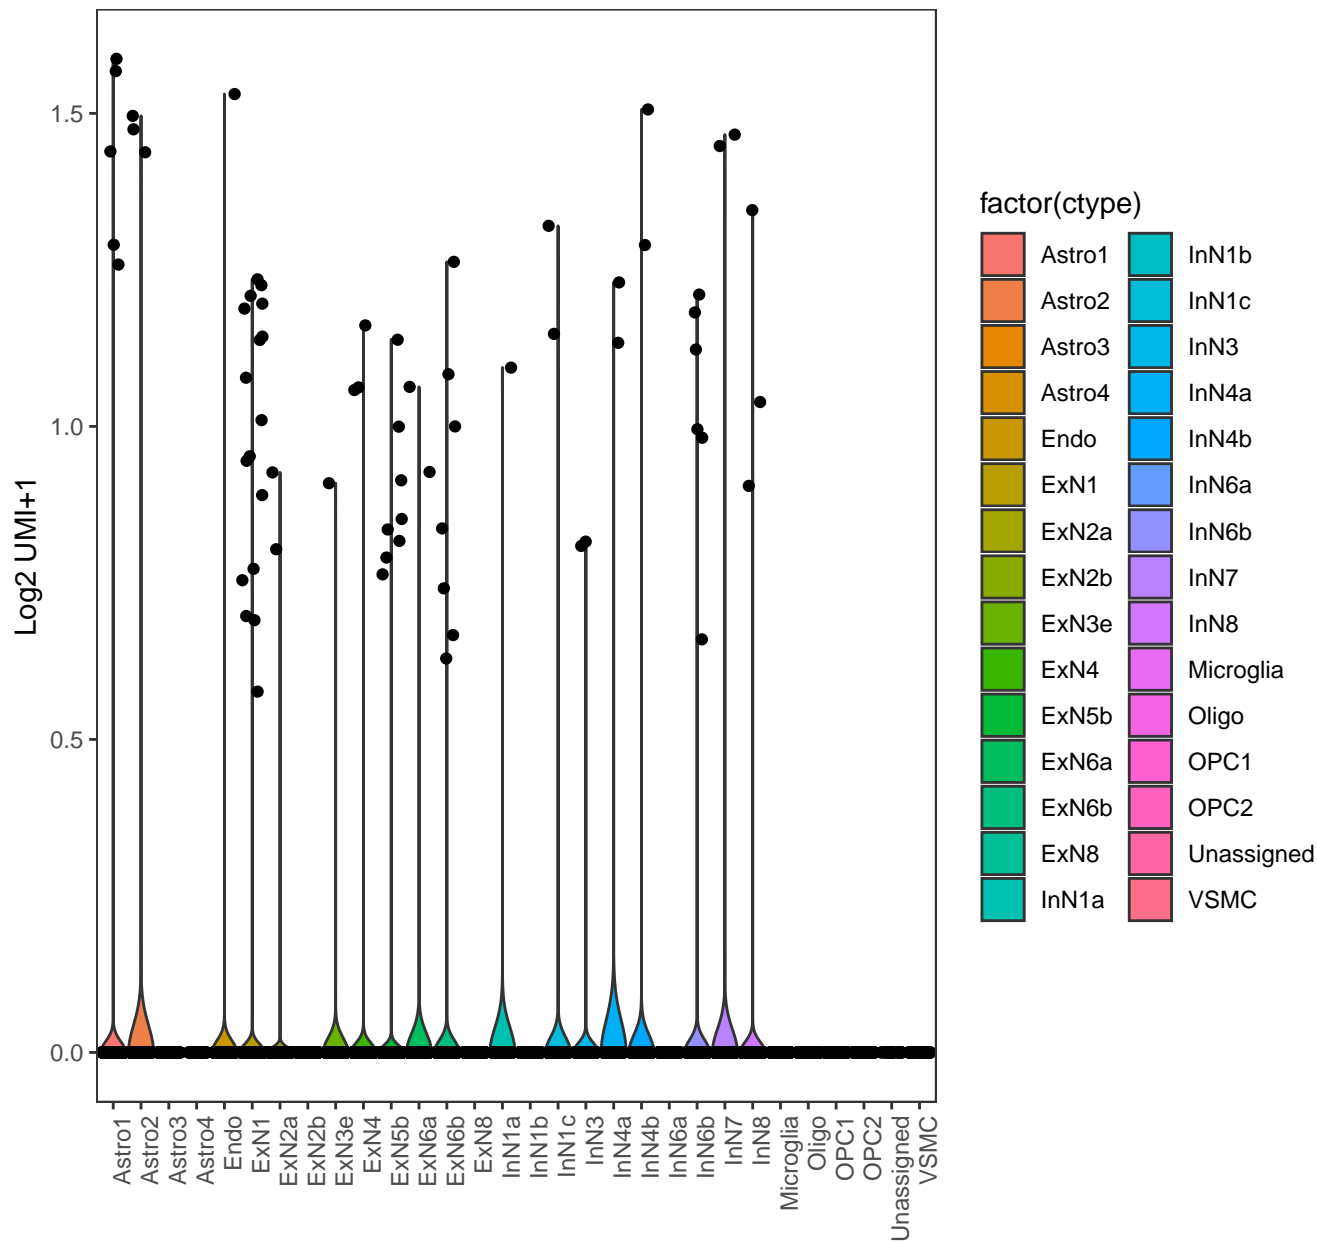 Log2 UMI+1
1.5
1.0
0.5
0.0
Astro1
Astro2
Astro3
Astro4
Endo
ExN1
ExN2a
ExN2b
ExN3e
ExN4
ExN5b
ExN6a
ExN6b
ExN8
InN1a
InN1b
InN1c
InN3
InN4a
InN4b
InN6a
InN6b
InN7
InN8
Microglia
Oligo
OPC1
OPC2
Unassigned
VSMC
factor(ctype)
Astro1
Astro2
Astro3
Astro4
Endo
ExN1
ExN2a
ExN2b
ExN3e
ExN4
ExN5b
ExN6a
ExN6b
ExN8
InN1a
InN1b
InN1c
InN3
InN4a
InN4b
InN6a
InN6b
InN7
InN8
Microglia
Oligo
OPC1
OPC2
Unassigned
VSMC